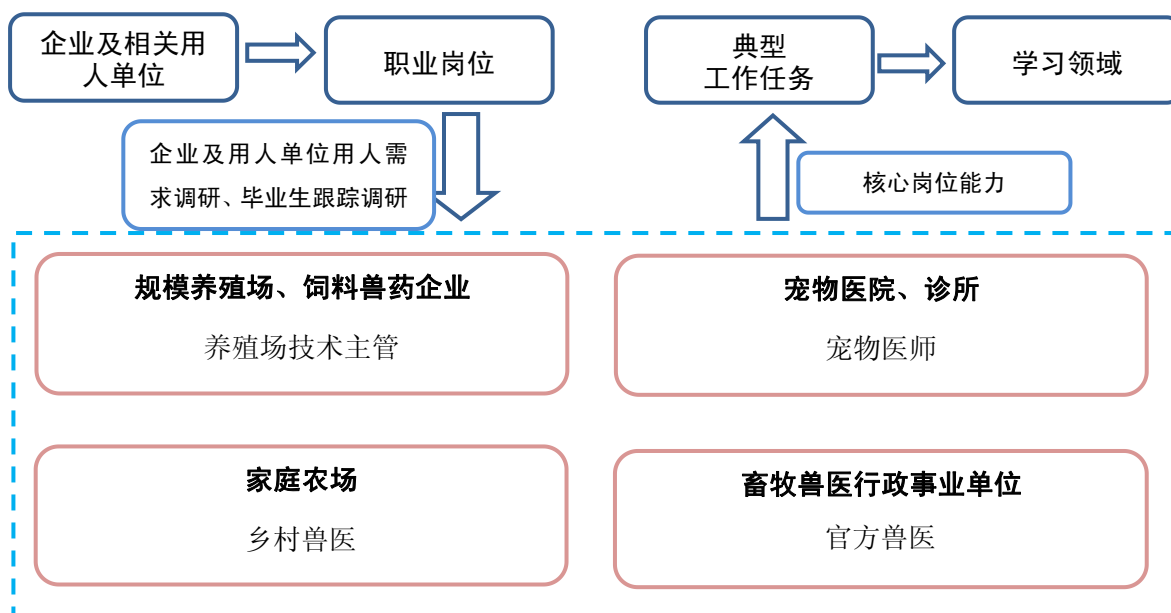 企业及相关用
人单位
职业岗位
典型
工作任务
学习领域
企业及用人单位用人需
求调研、毕业生跟踪调研
核心岗位能力
规模养殖场、饲料兽药企业
养殖场技术主管
宠物医院、诊所
宠物医师
家庭农场
乡村兽医
畜牧兽医行政事业单位
官方兽医